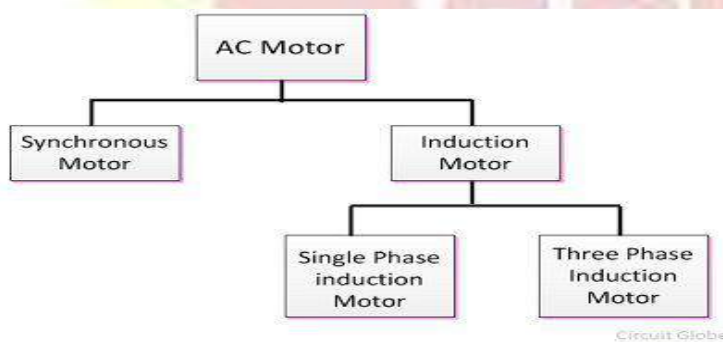 AC Motor
Synchronous
Motor
Induction
Motor
Single Phase
induction
Motor
Three Phase
Induction
Motor
Circuit Globe